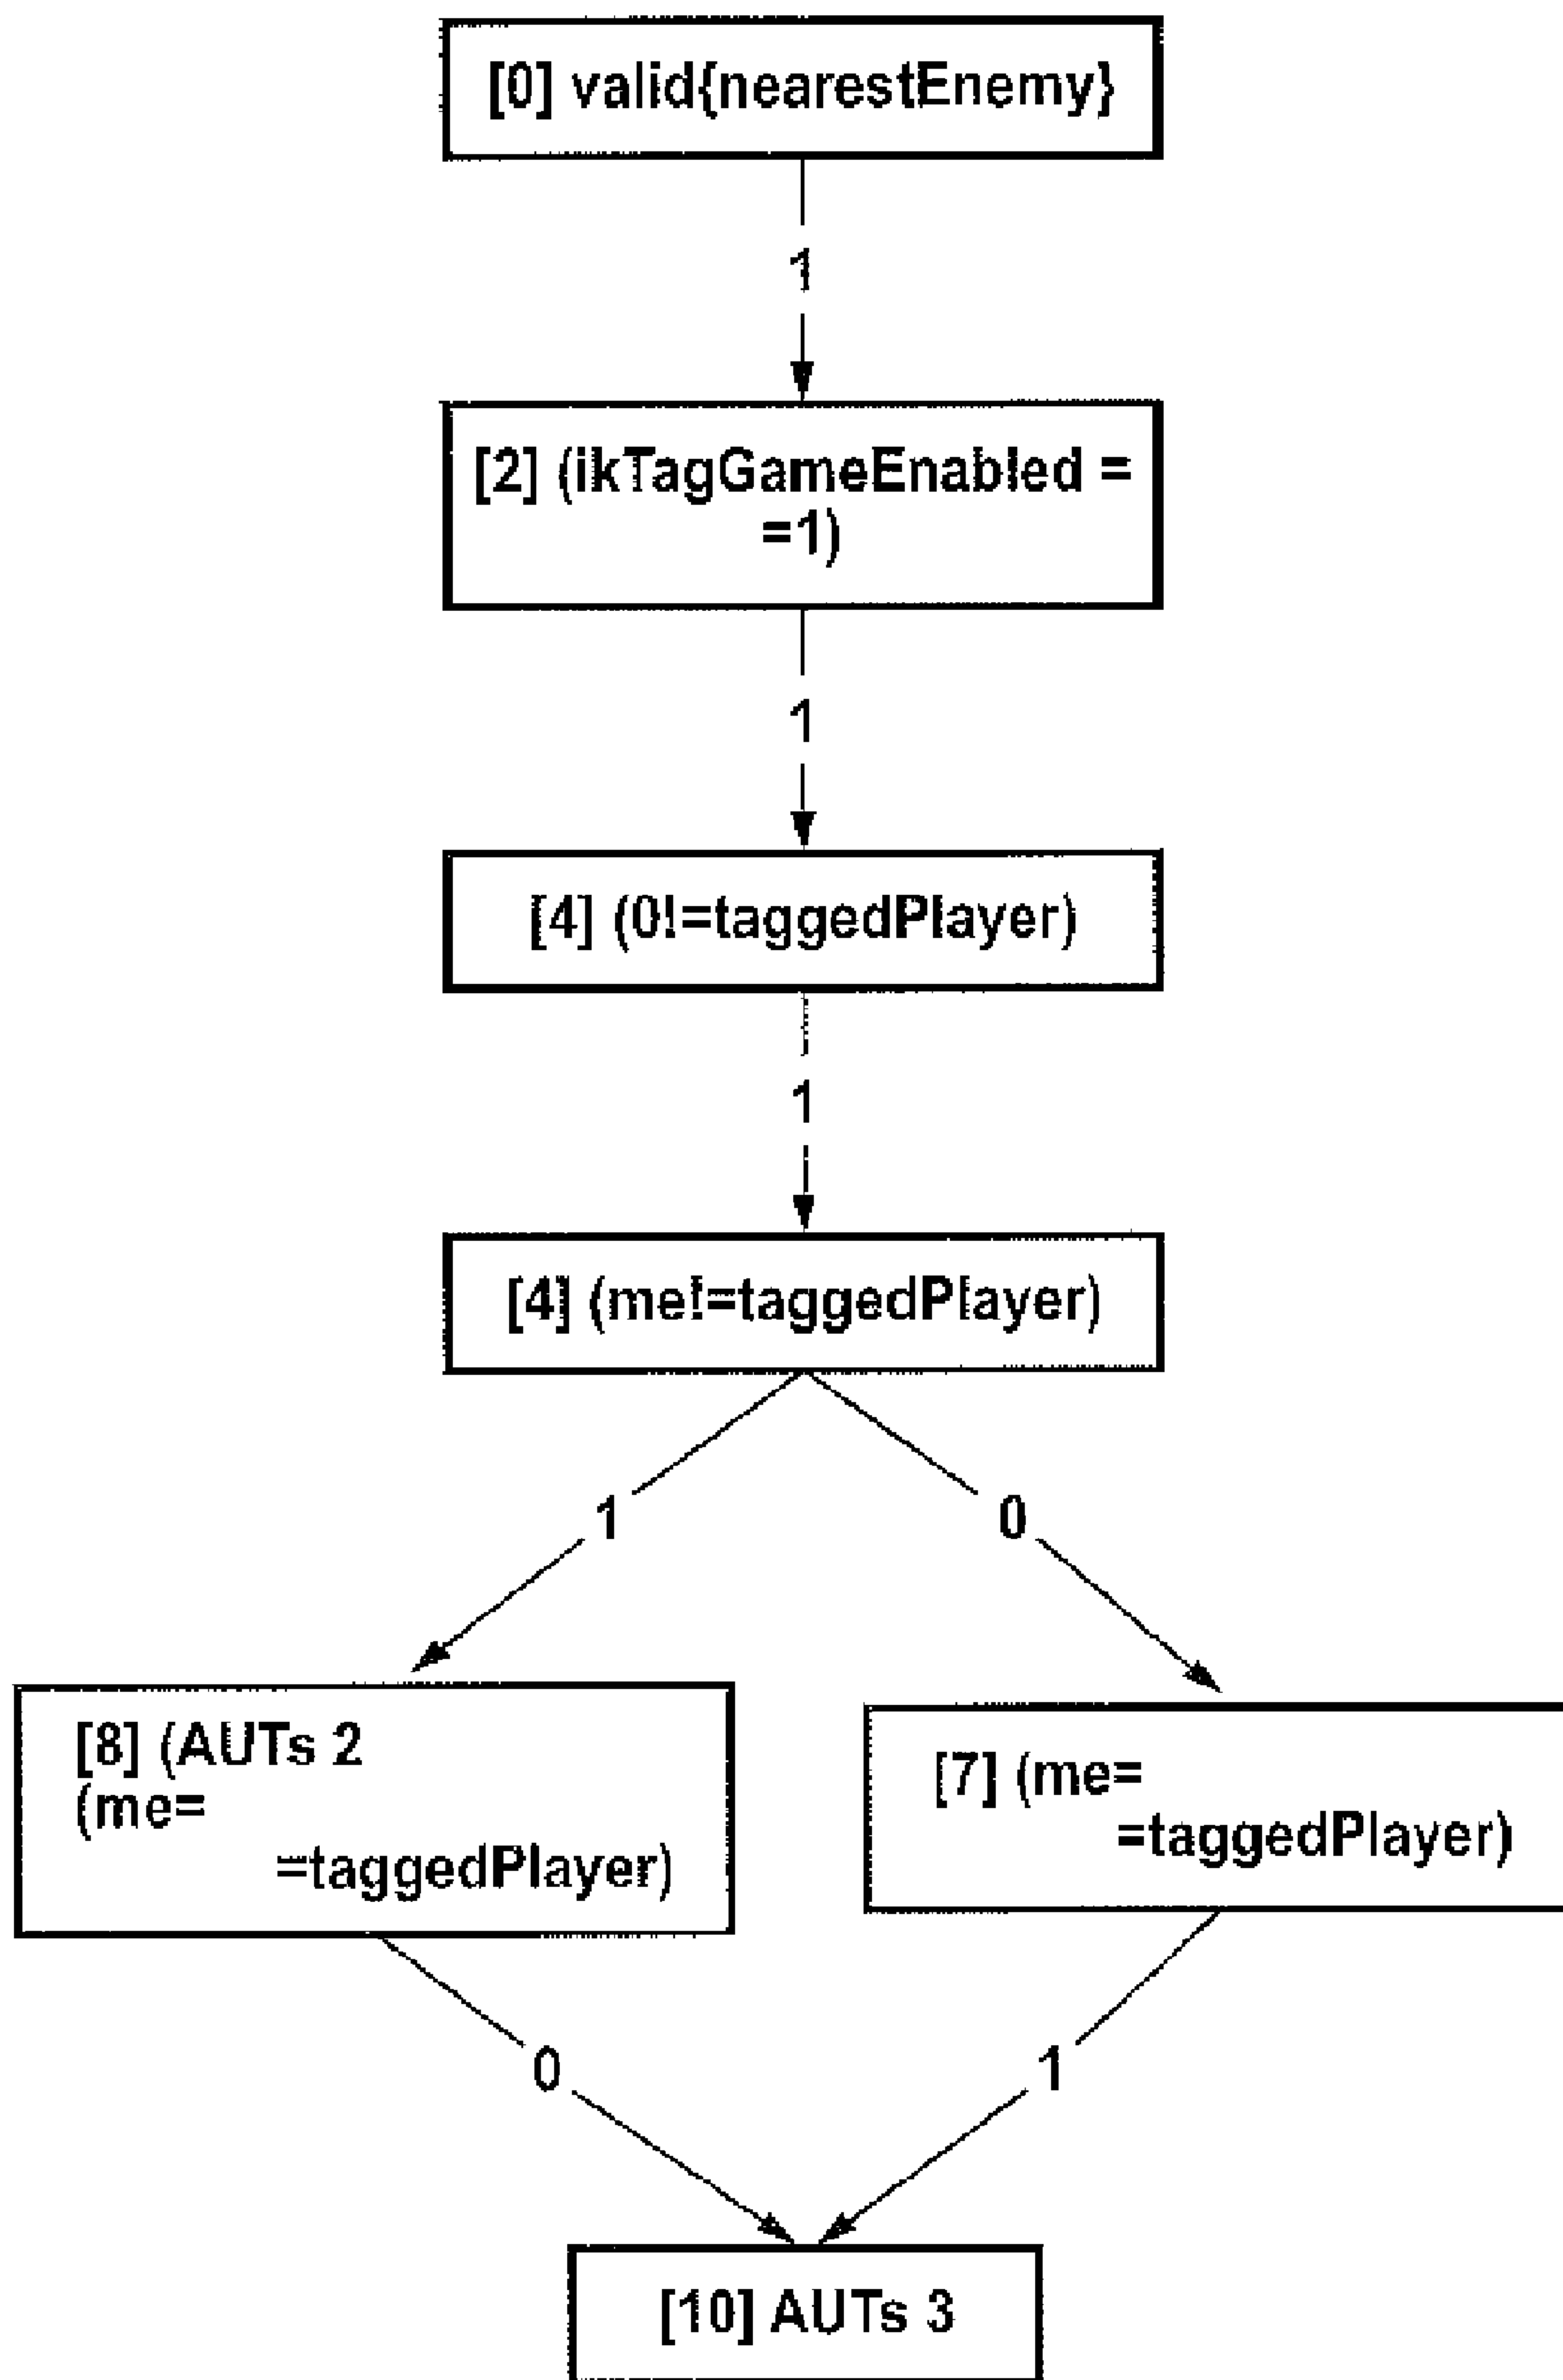 [0] valid{nearestEnemy}
1
[2] (ikTagGameEnabled =
=1)
1
[4] (0!=taggedPlayer)
1
[4] (me!=taggedPlayer)
1
0
[8] (AUTs 2
(me=
=taggedPlayer)
[7] (me=
=taggedPlayer)
0
1
[10] AUTs 3